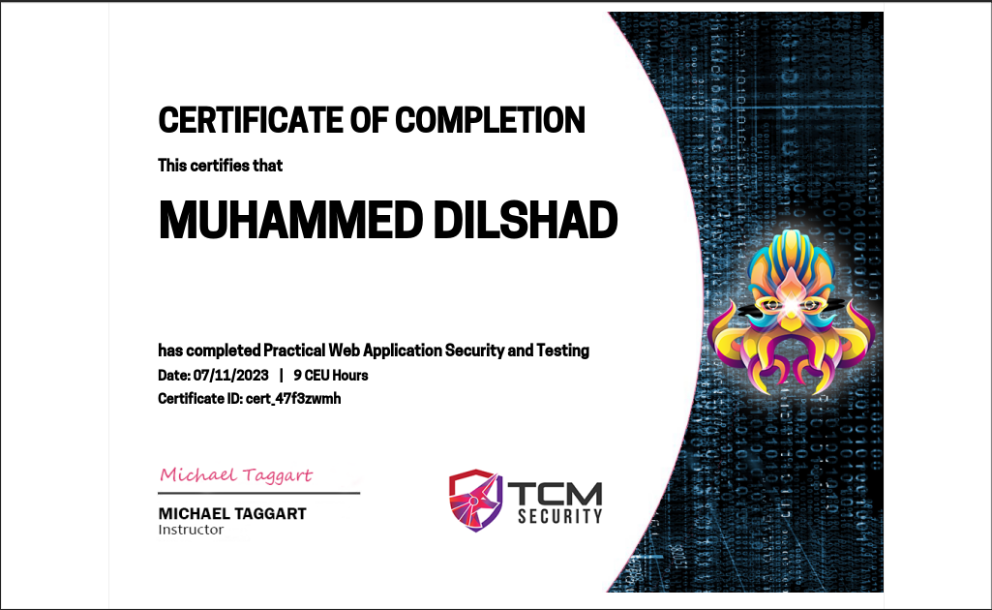 CERTIFICATE OF COMPLETION
This certifies that
MUHAMMED DILSHAD
has completed Practical Web Application Security and Testing
Date: 07/11/2023 | 9 CEU Hours
Certificate ID: cert_47f3zwmh
Michael Taggart
MICHAEL TAGGART
Instructor
TCM
SECURITY